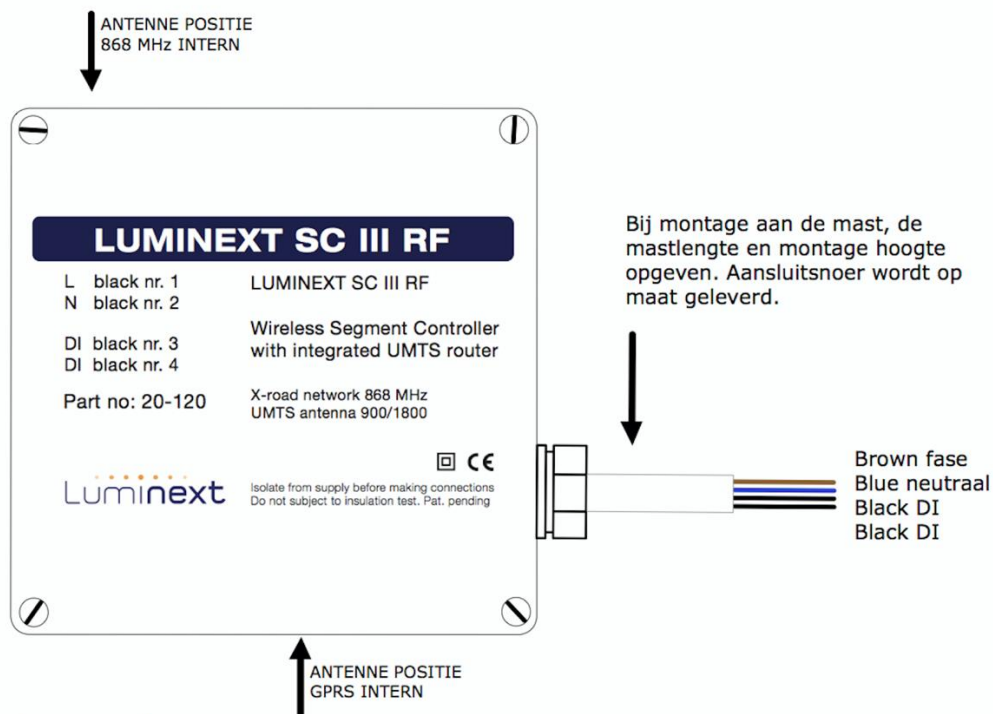 ANTENNE POSITIE
868 MHz INTERN
LUMINEXT SC III RF
L black nr. 1
N black nr. 2
DI black nr. 3
DI black nr. 4
Part no: 20-120
LUMINEXT SC III RF
Wireless Segment Controller
with integrated UMTS router
X-road network 868 MHz
UMTS antenna 900/1800
CE
Luminext
Isolate from supply before making connections
Do not subject to insulation test. Pat. pending
Bij montage aan de mast, de
mastlengte en montage hoogte
opgeven. Aansluitsnoer wordt op
maat geleverd.
Brown fase
Blue neutraal
Black DI
Black DI
ANTENNE POSITIE
GPRS INTERN